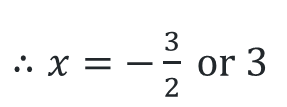 ∴ x = −3/2 or 3